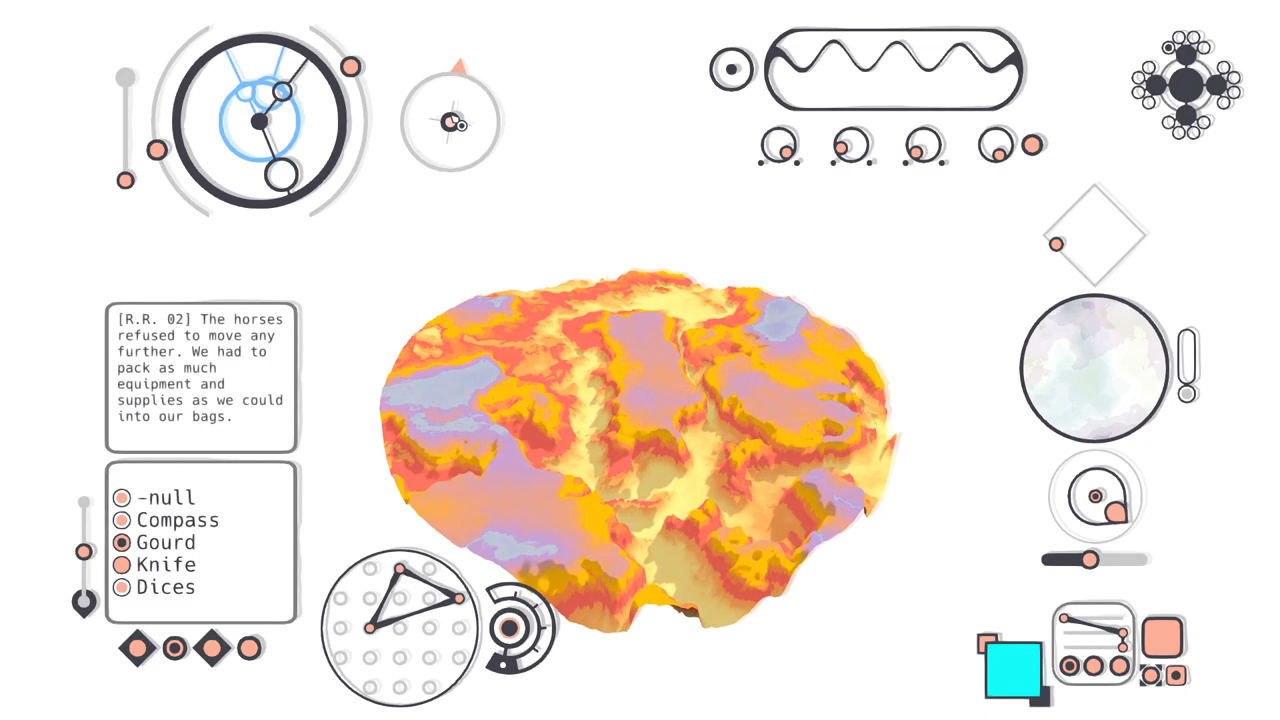 [R.R. 02] The horses
refused to move any
further. We had to
pack as much
equipment and
supplies as we could
into our bags.
-null
Compass
Gourd
Knife
Dices